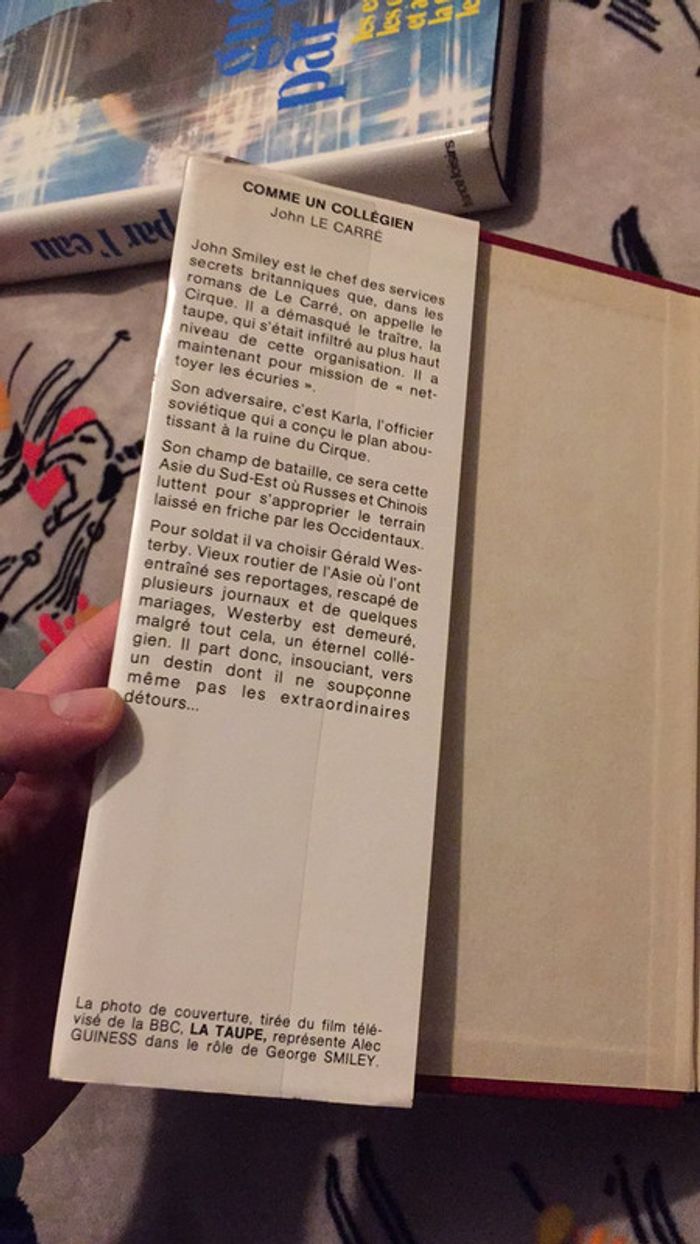 par
les
par l'eau
france loisirs
COMME UN COLLÉGIEN
John LE CARRÉ
John Smiley est le chef des services
secrets britanniques que, dans les
romans de Le Carré, on appelle le
Cirque. Il a démasqué le traître, la
taupe, qui s'était infiltré au plus haut
niveau de cette organisation. Il a
maintenant pour mission de « net-
toyer les écuries ».
Son adversaire, c'est Karla, l'officier
soviétique qui a conçu le plan abou-
tissant à la ruine du Cirque.
Son champ de bataille, ce sera cette
Asie du Sud-Est où Russes et Chinois
luttent pour s'approprier le terrain
laissé en friche par les Occidentaux.
Pour soldat il va choisir Gérald Wes-
terby. Vieux routier de l'Asie où l'ont
entraîné ses reportages, rescapé de
plusieurs journaux et de quelques
mariages, Westerby est demeuré,
malgré tout cela, un éternel collé-
gien. Il part donc, insouciant, vers
un destin dont il ne soupçonne
même pas les extraordinaires
détours...
La photo de couverture, tirée du film télé-
visé de la BBC, LA TAUPE, représente Alec
GUINESS dans le rôle de George SMILEY.